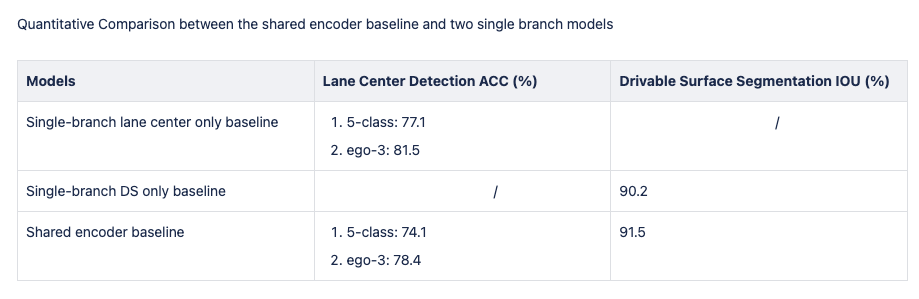 Quantitative Comparison between the shared encoder baseline and two single branch models
Models Lane Center Detection ACC (%) Drivable Surface Segmentation IOU (%)
Single-branch lane center only baseline 1. 5-class: 77.1 /
2. ego-3: 81.5
Single-branch DS only baseline / 90.2
Shared encoder baseline 1. 5-class: 74.1 91.5
2. ego-3: 78.4